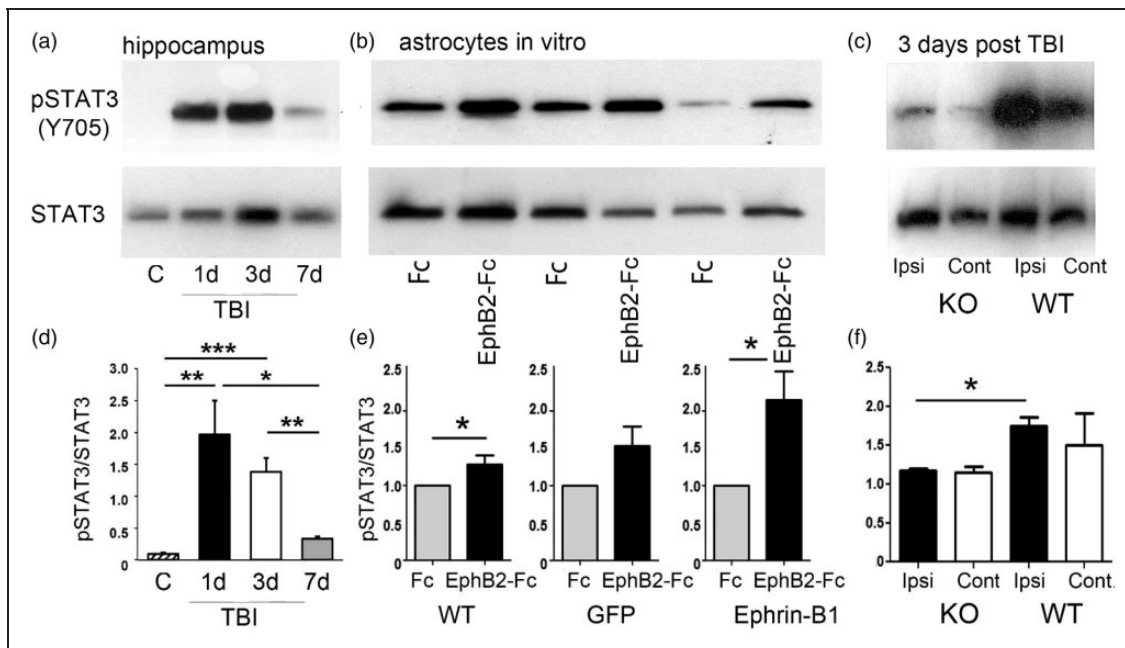 (a) hippocampus
(b) astrocytes in vitro
(c) 3 days post TBI
pSTAT3
(Y705)
STAT3
C 1d 3d 7d
TBI
Fc EphB2-Fc Fc EphB2-Fc Fc EphB2-Fc
Ipsi Cont Ipsi Cont
KO WT
(d)
pSTAT3/STAT3
3.0
2.5
2.0
1.5
1.0
0.5
0
***
** *
**
C 1d 3d 7d
TBI
(e)
pSTAT3/STAT3
2.5
2.0
1.5
1.0
0.5
0
*
Fc EphB2-Fc
WT
2.5
2.0
1.5
1.0
0.5
0
Fc EphB2-Fc
GFP
2.5
2.0
1.5
1.0
0.5
0
*
Fc EphB2-Fc
Ephrin-B1
(f)
2.5
2.0
1.5
1.0
0.5
0
*
Ipsi Cont Ipsi Cont.
KO WT